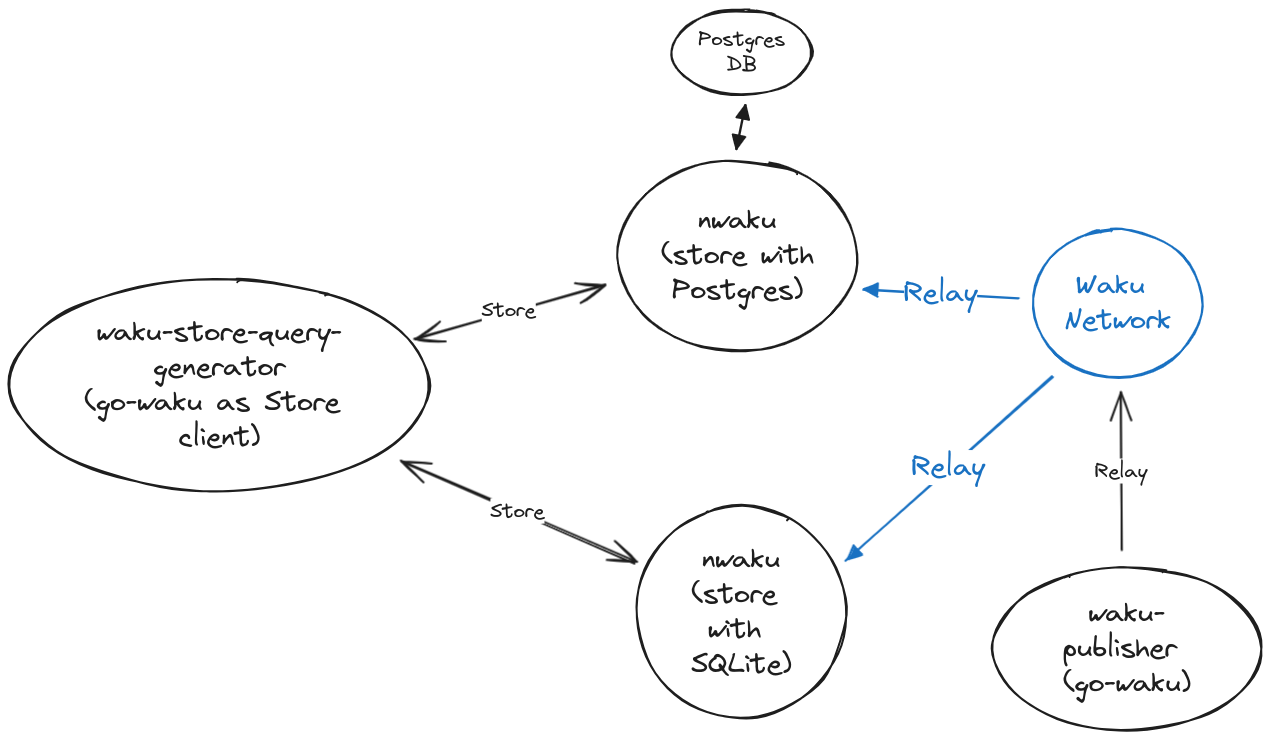 Postgres
DB
nwaku
(store with
Postgres)
Relay
Waku
Network
Store
waku-store-query-
generator
(go-waku as Store
client)
Relay
Relay
Store
nwaku
(store
with
SQLite)
waku-
publisher
(go-waku)